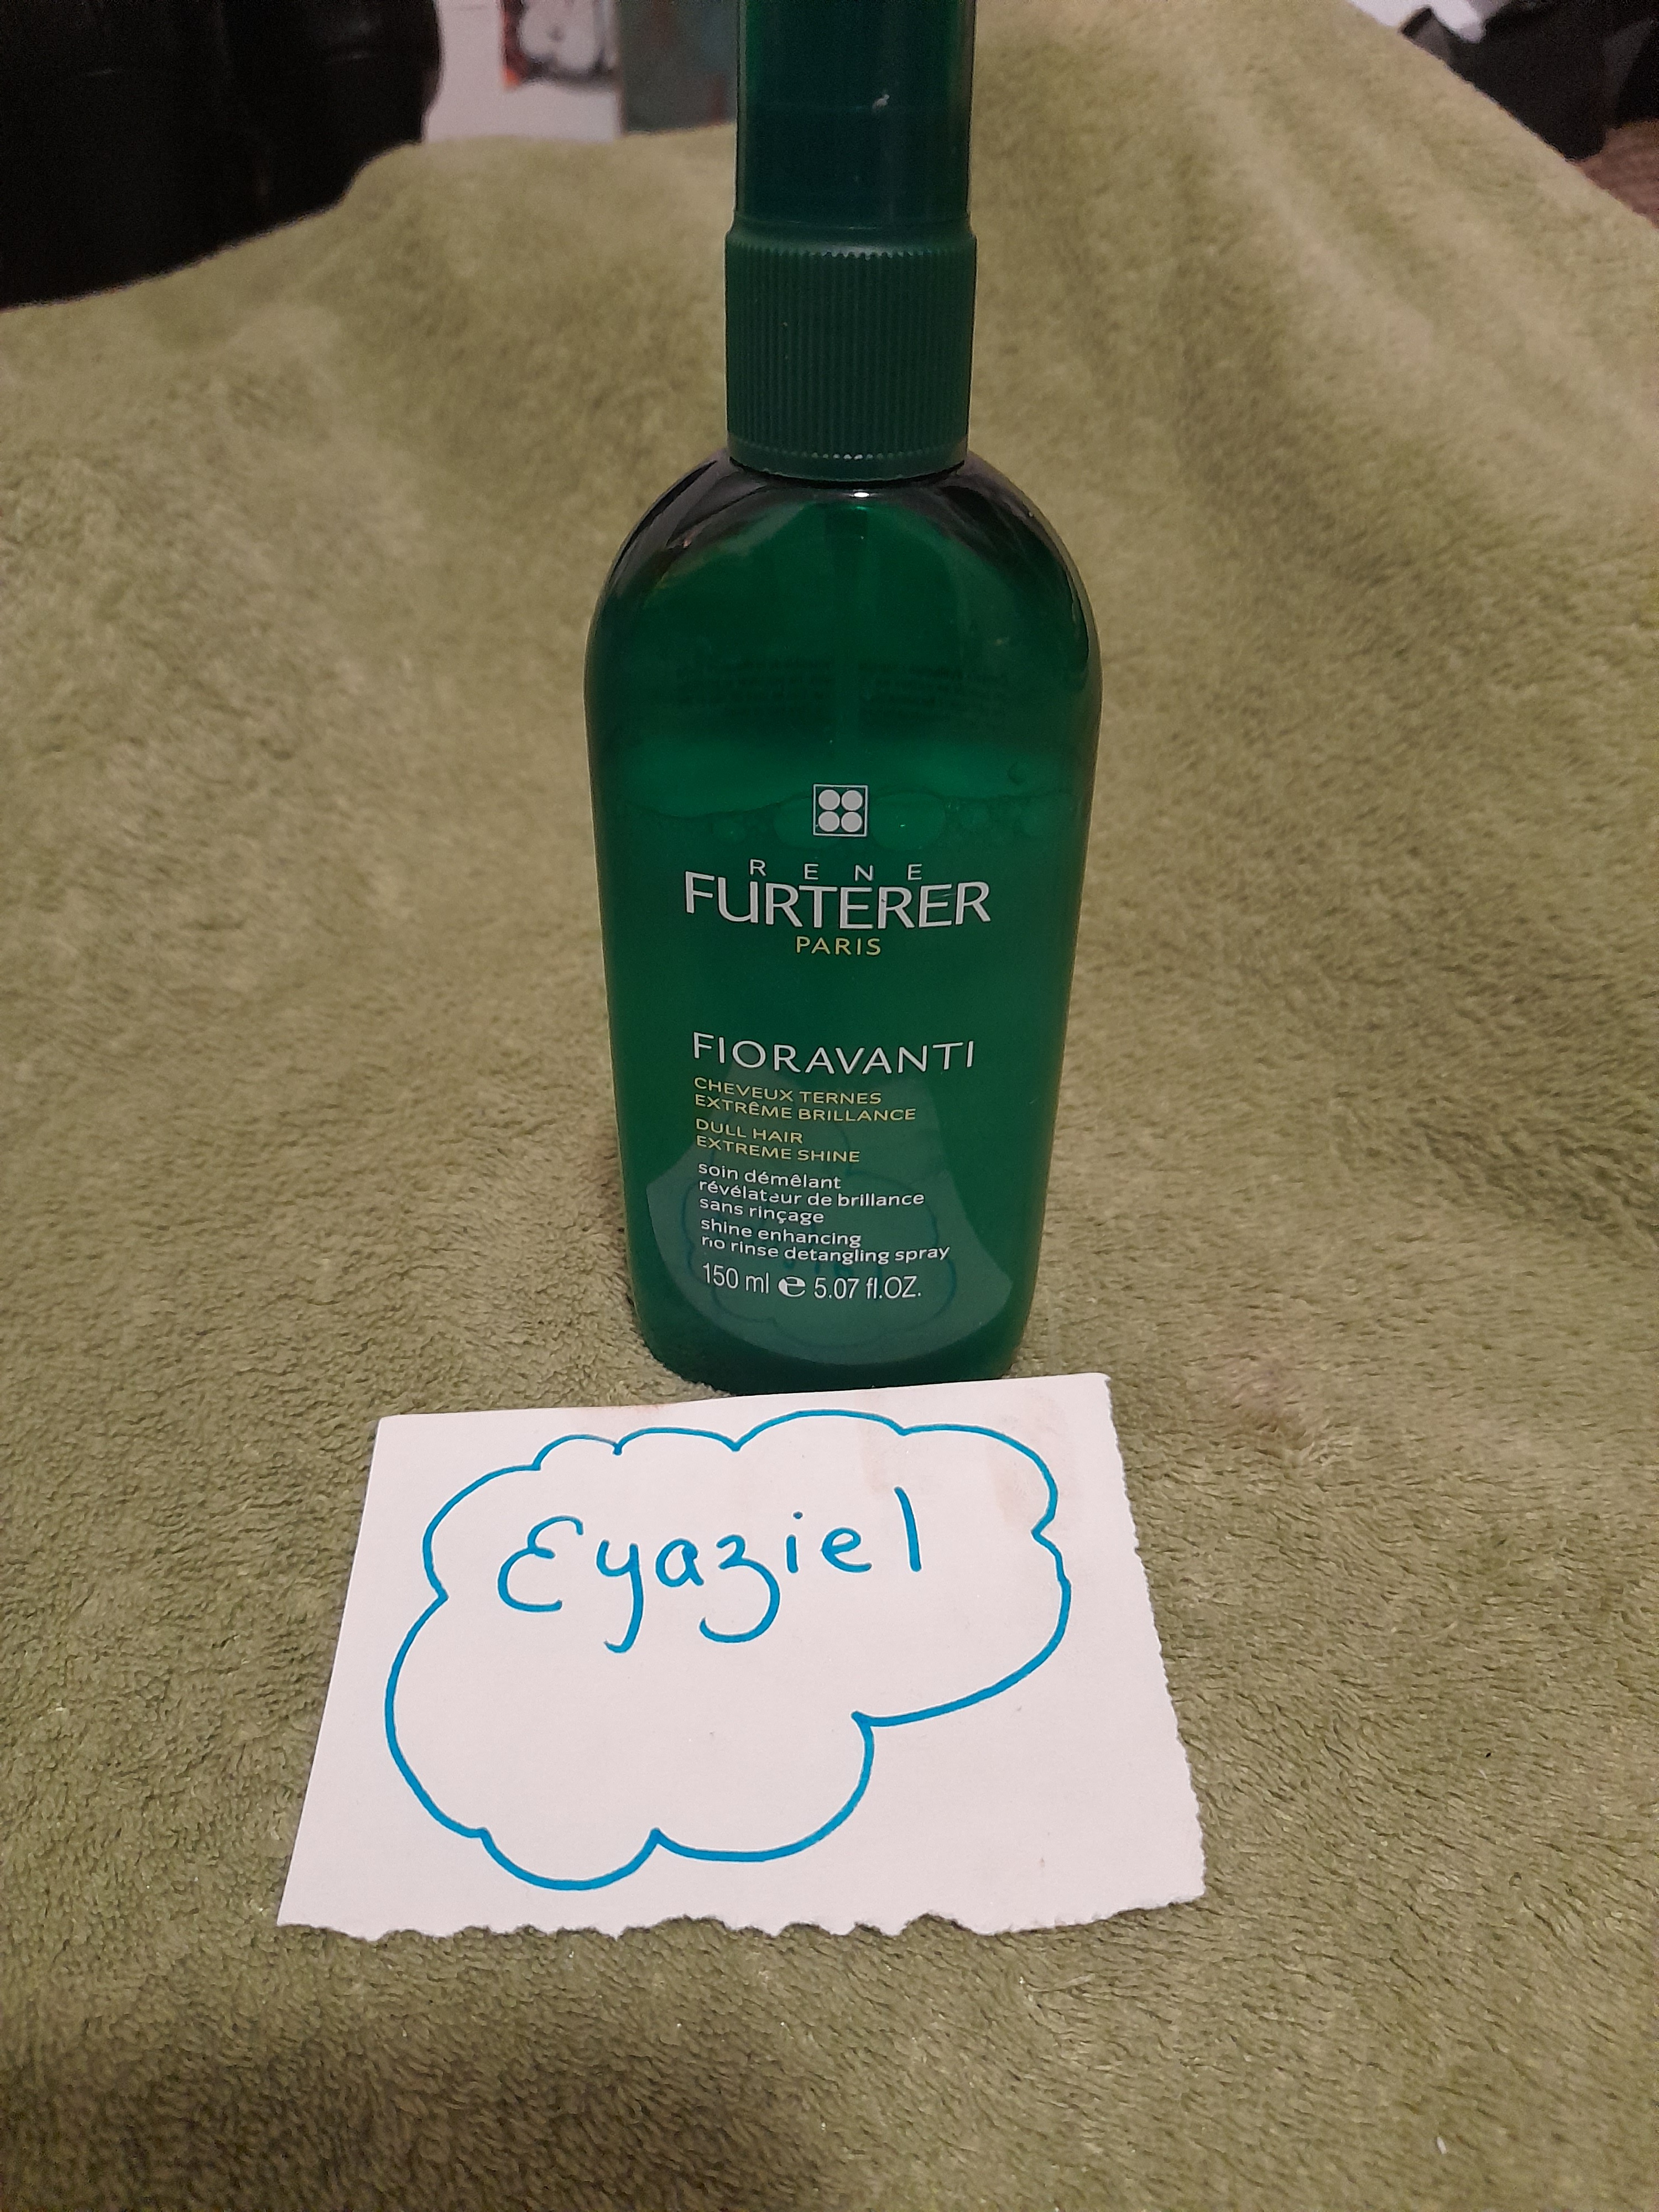 RENE
FURTERER
PARIS
FIORAVANTI
CHEVEUX TERNES
EXTRÊME BRILLANCE
DULL HAIR
EXTREME SHINE
soin démêlant
révélateur de brillance
sans rinçage
shine enhancing
no rinse detangling spray
150 ml e 5.07 fl.OZ.
Eyaziel